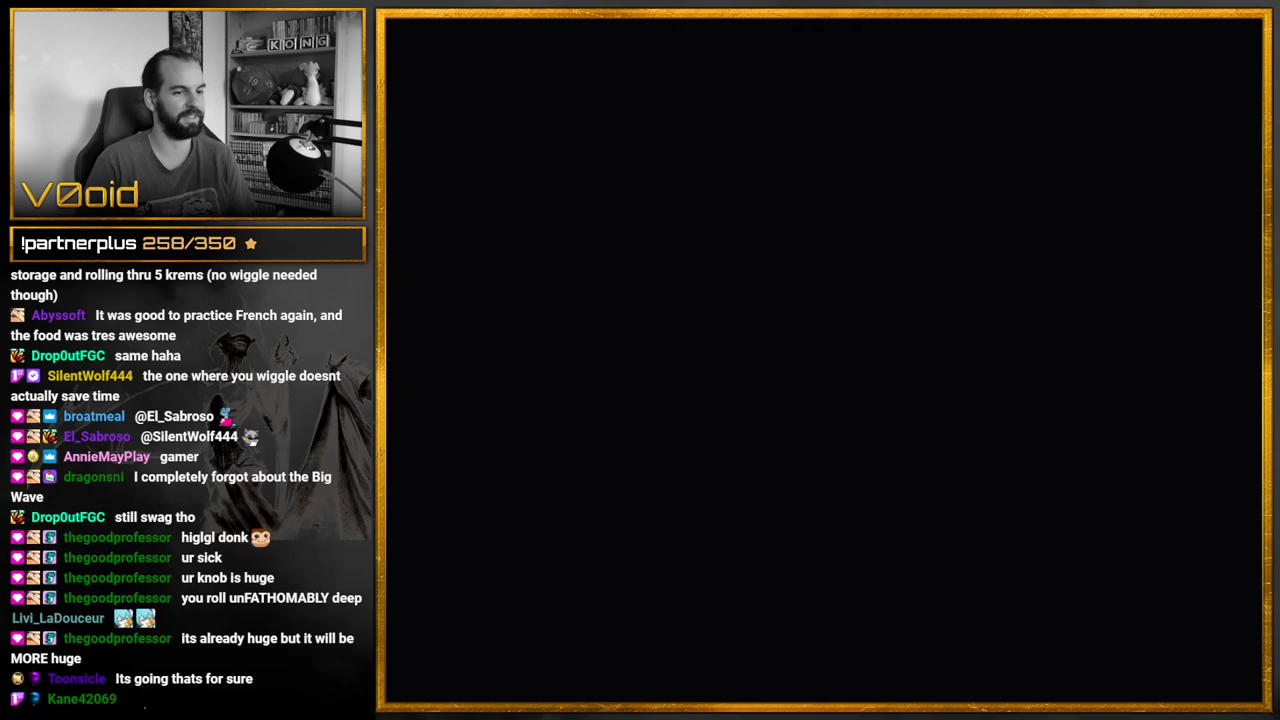 KONG
19
VØoid
!partnerplus 258/350
storage and rolling thru 5 krems (no wiggle needed
though)
Abyssoft It was good to practice French again, and
the food was tres awesome
Drop0utFGC same haha
SilentWolf444 the one where you wiggle doesnt
actually save time
broatmeal @El_Sabroso
El_Sabroso @SilentWolf444
AnnieMayPlay gamer
dragonsni I completely forgot about the Big
Wave
Drop0utFGC still swag tho
thegoodprofessor higlgl donk
thegoodprofessor ur sick
thegoodprofessor ur knob is huge
thegoodprofessor you roll unFATHOMABLY deep
Livi_LaDouceur
thegoodprofessor its already huge but it will be
MORE huge
Toonsicle Its going thats for sure
Kane42069